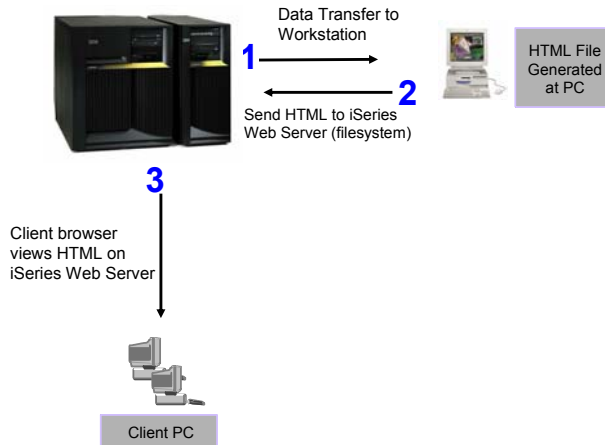 Data Transfer to
Workstation
1
2
HTML File
Generated
at PC
Send HTML to iSeries
Web Server (filesystem)
3
Client browser
views HTML on
iSeries Web Server
Client PC